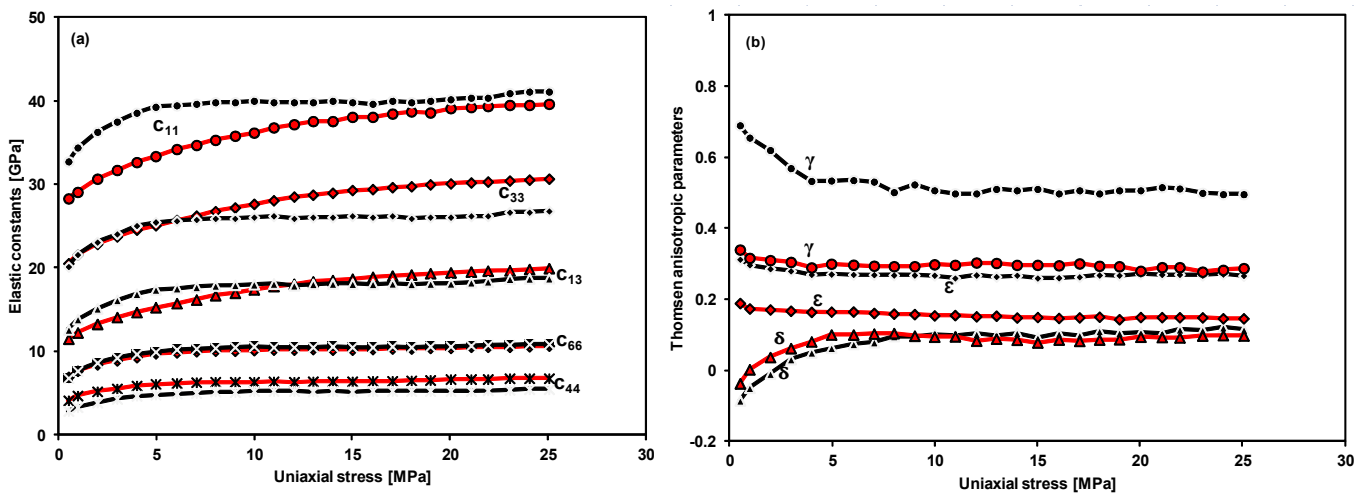 (a)
Elastic constants [GPa]
50
40
30
20
10
0
C11
C33
C13
C66
C44
0 5 10 15 20 25 30
Uniaxial stress [MPa]
(b)
Thomsen anisotropic parameters
1
0.8
0.6
0.4
0.2
0
-0.2
γ
γ
ε
ε
δ
δ
0 5 10 15 20 25 30
Uniaxial stress [MPa]